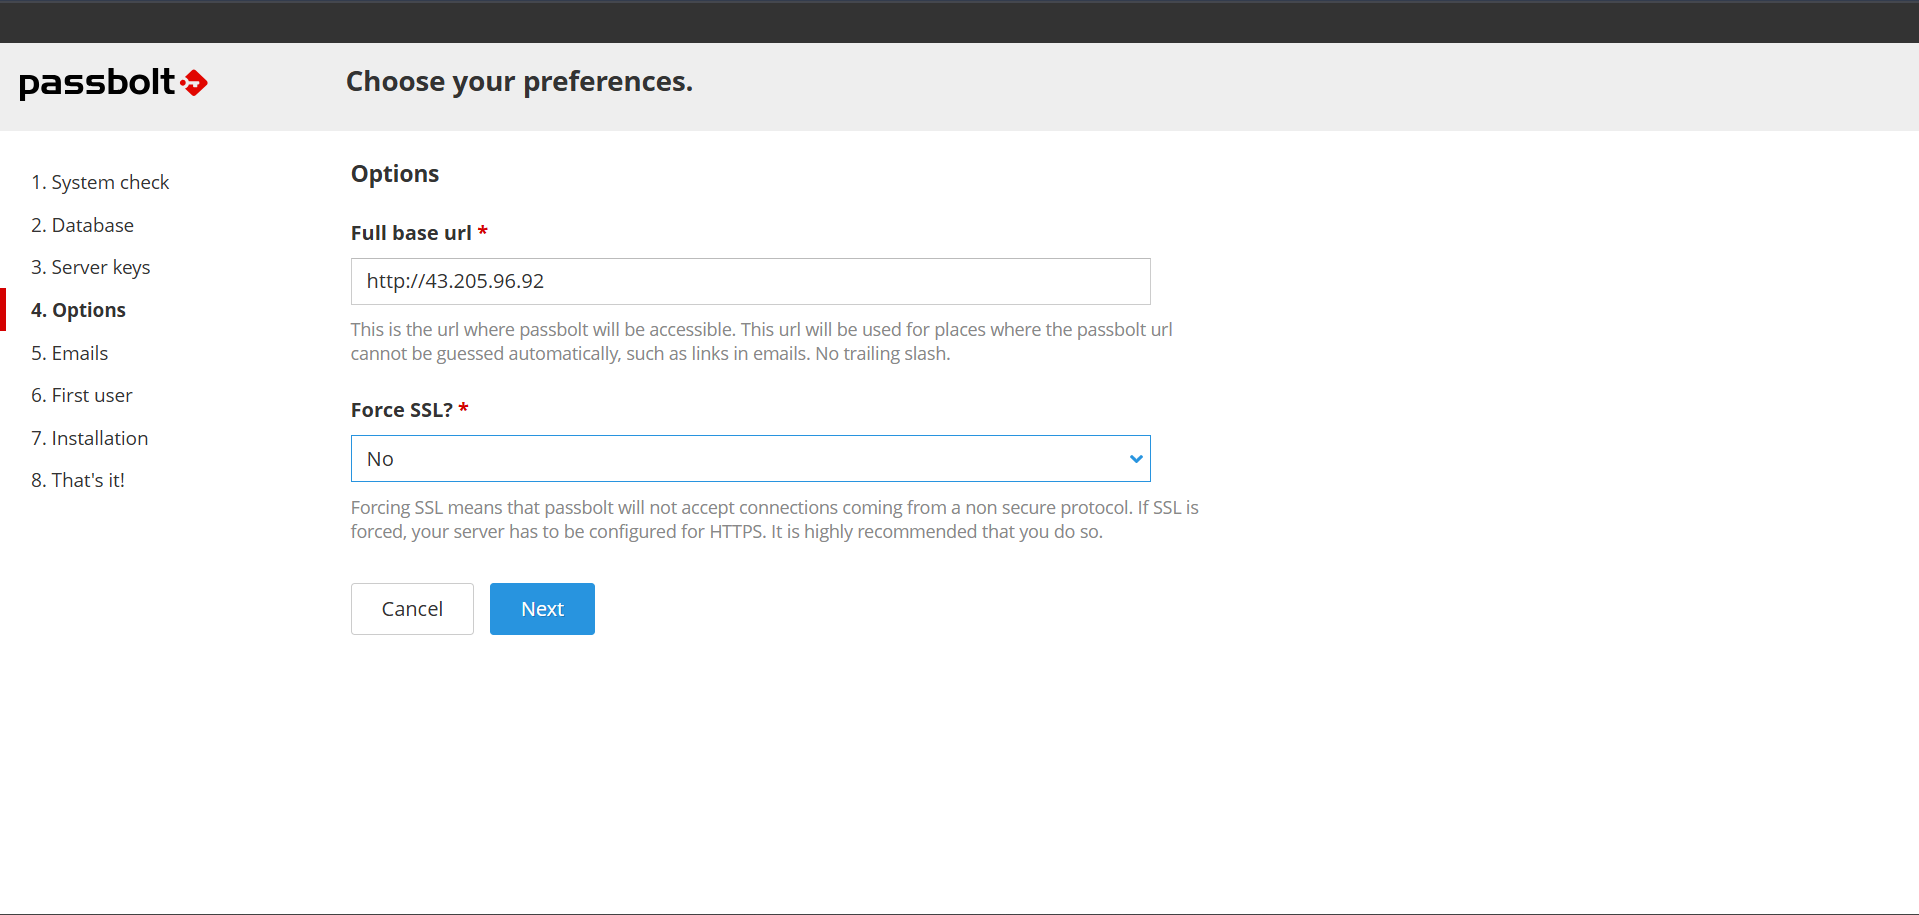 passbolt
Choose your preferences.
1. System check
2. Database
3. Server keys
4. Options
5. Emails
6. First user
7. Installation
8. That's it!
Options
Full base url *
http://43.205.96.92
This is the url where passbolt will be accessible. This url will be used for places where the passbolt url
cannot be guessed automatically, such as links in emails. No trailing slash.
Force SSL? *
No
Forcing SSL means that passbolt will not accept connections coming from a non secure protocol. If SSL is
forced, your server has to be configured for HTTPS. It is highly recommended that you do so.
Cancel
Next